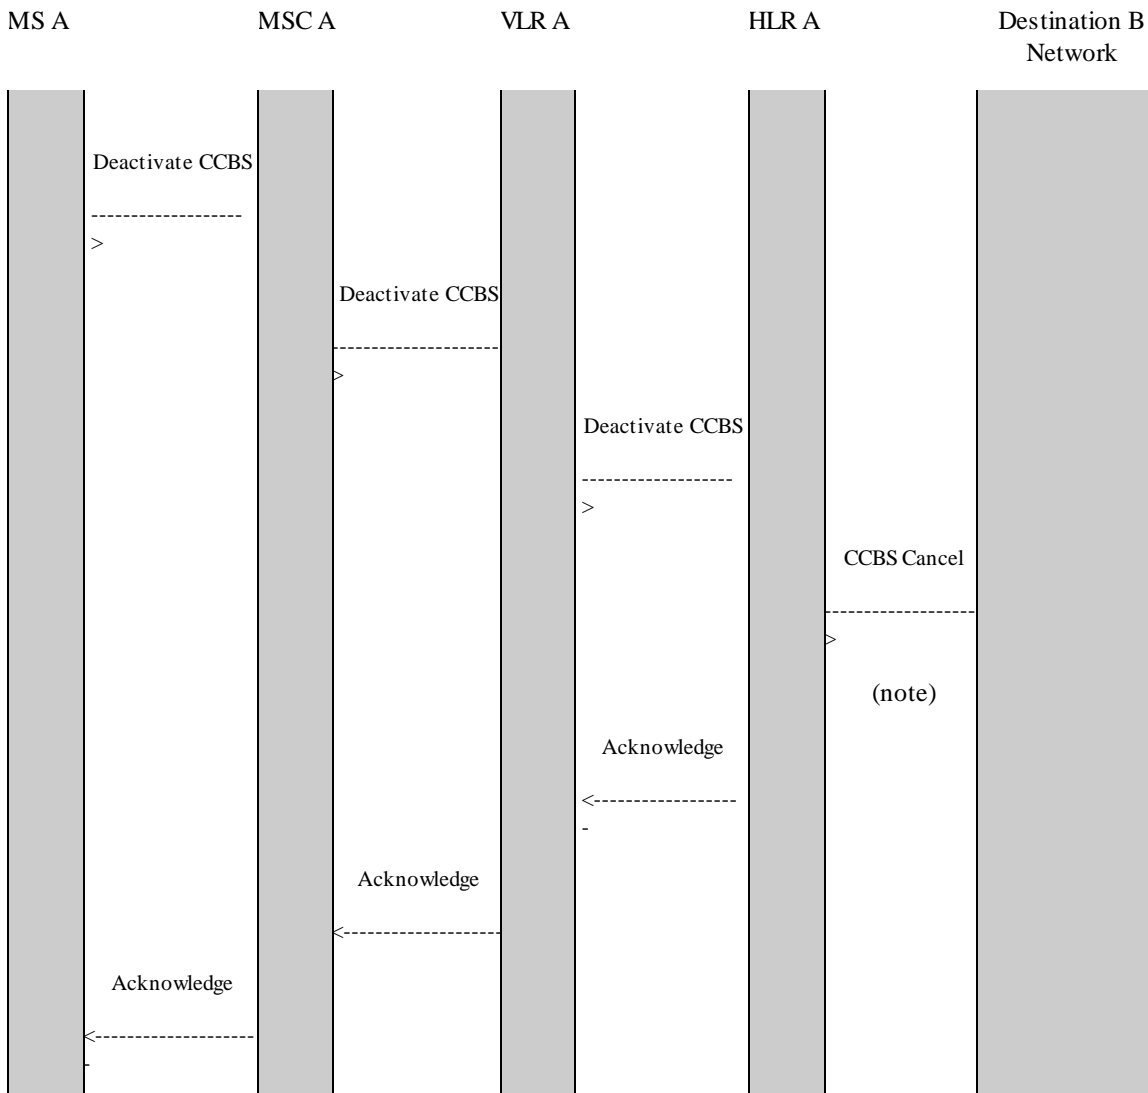 MS A
MSC A
VLR A
HLR A
Destination B
Network
Deactivate CCBS
--------------------
>
Deactivate CCBS
----------------------
>
Deactivate CCBS
--------------------
>
CCBS Cancel
--------------------
>
(note)
Acknowledge
<-------------------
-
Acknowledge
<--------------------
Acknowledge
<---------------------
-